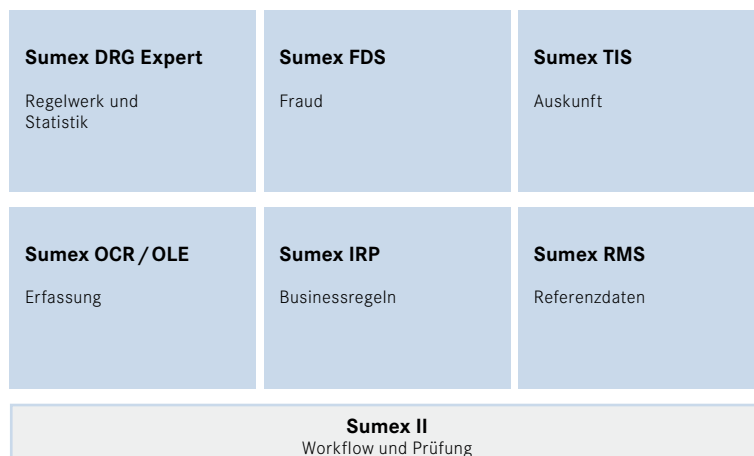 Sumex DRG Expert
Regelwerk und
Statistik
Sumex FDS
Fraud
Sumex TIS
Auskunft
Sumex OCR / OLE
Erfassung
Sumex IRP
Businessregeln
Sumex RMS
Referenzdaten
Sumex II
Workflow und Prüfung